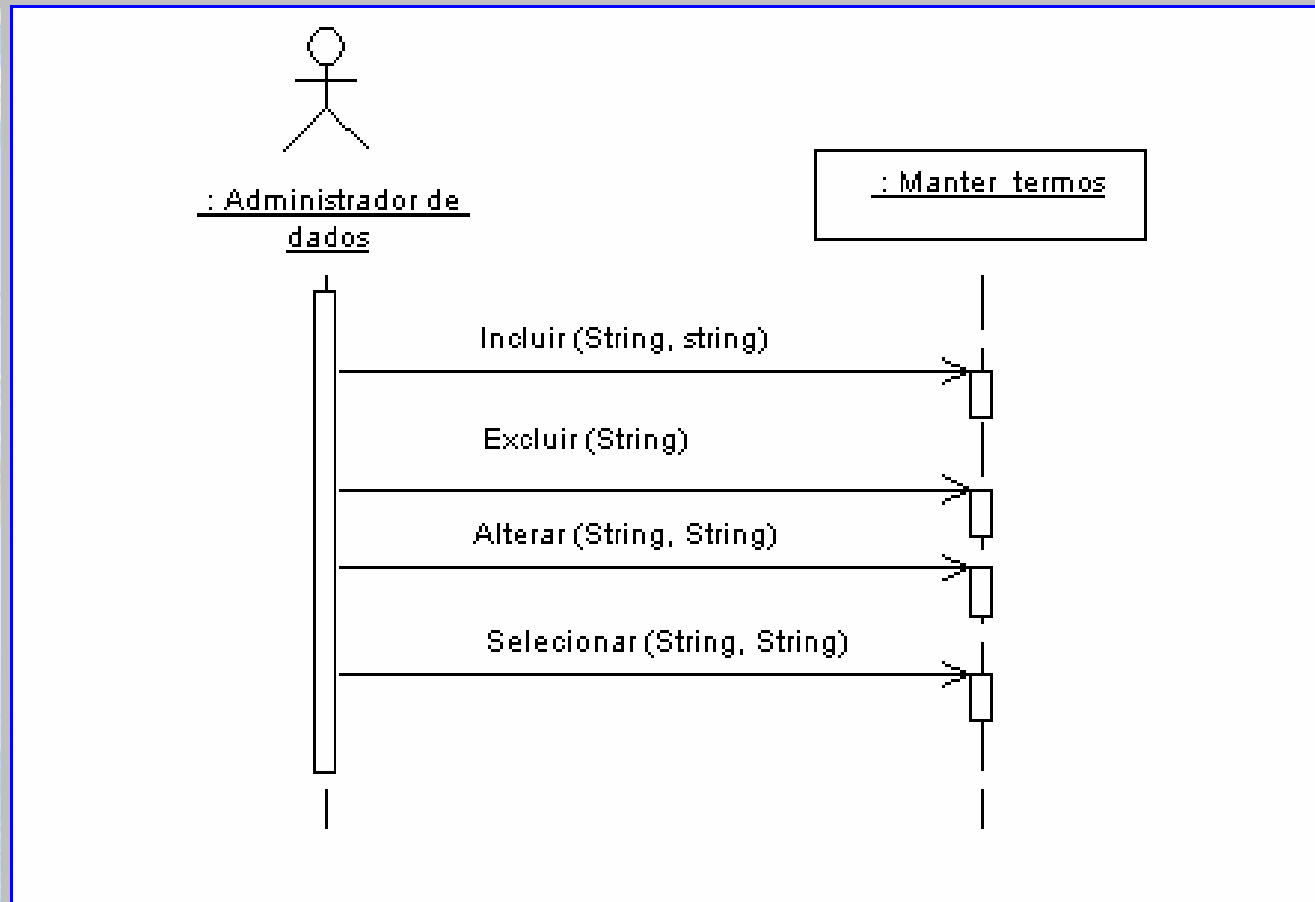 : Administrador de
dados
: Manter termos
Incluir (String, string)
Excluir (String)
Alterar (String, String)
Selecionar (String, String)